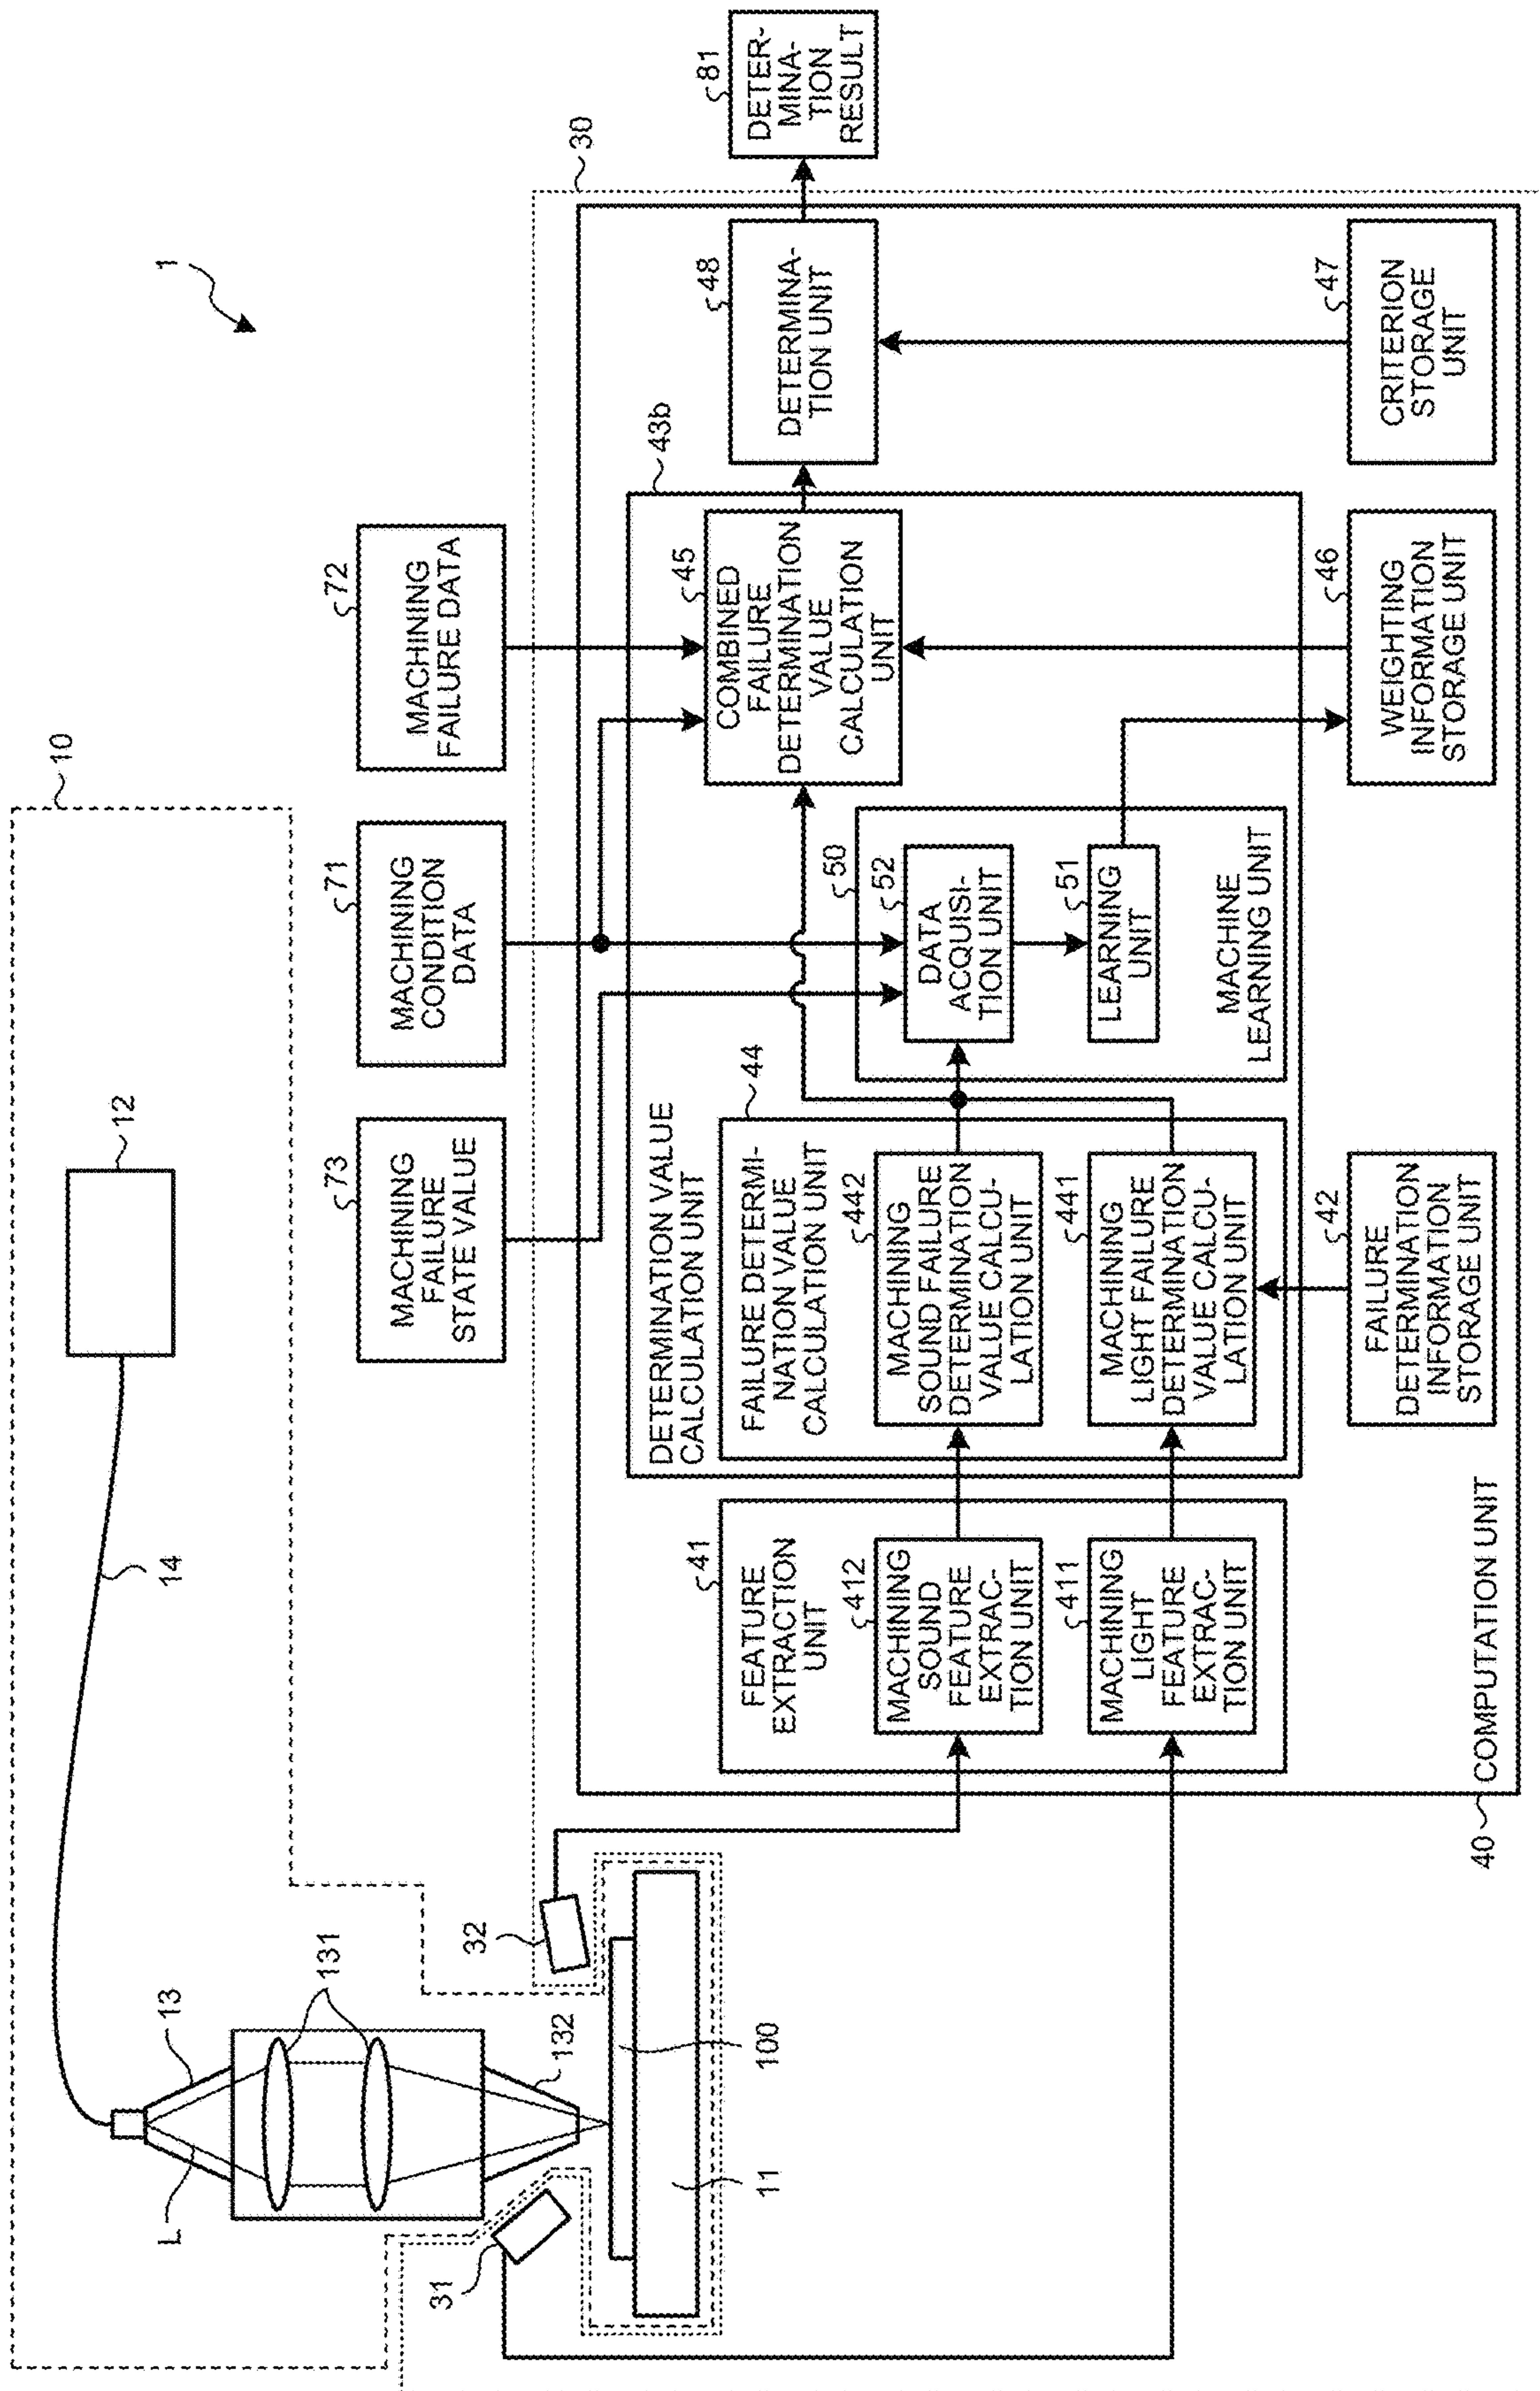 1
10
12
14
13
131
L
132
31
32
100
11
73
MACHINING
FAILURE
STATE VALUE
71
MACHINING
CONDITION
DATA
72
MACHINING
FAILURE DATA
30
40
COMPUTATION UNIT
41
FEATURE
EXTRACTION
UNIT
412
MACHINING
SOUND
FEATURE
EXTRAC-
TION UNIT
411
MACHINING
LIGHT
FEATURE
EXTRAC-
TION UNIT
43b
DETERMINATION VALUE
CALCULATION UNIT
44
FAILURE DETERMI-
NATION VALUE
CALCULATION UNIT
442
MACHINING
SOUND FAILURE
DETERMINATION
VALUE CALCU-
LATION UNIT
441
MACHINING
LIGHT FAILURE
DETERMINATION
VALUE CALCU-
LATION UNIT
42
FAILURE
DETERMINATION
INFORMATION
STORAGE UNIT
50
52
DATA
ACQUISI-
TION UNIT
51
LEARNING
UNIT
MACHINE
LEARNING UNIT
45
COMBINED
FAILURE
DETERMINATION
VALUE
CALCULATION
UNIT
46
WEIGHTING
INFORMATION
STORAGE UNIT
48
DETERMINA-
TION UNIT
47
CRITERION
STORAGE
UNIT
81
DETER-
MINA-
TION
RESULT